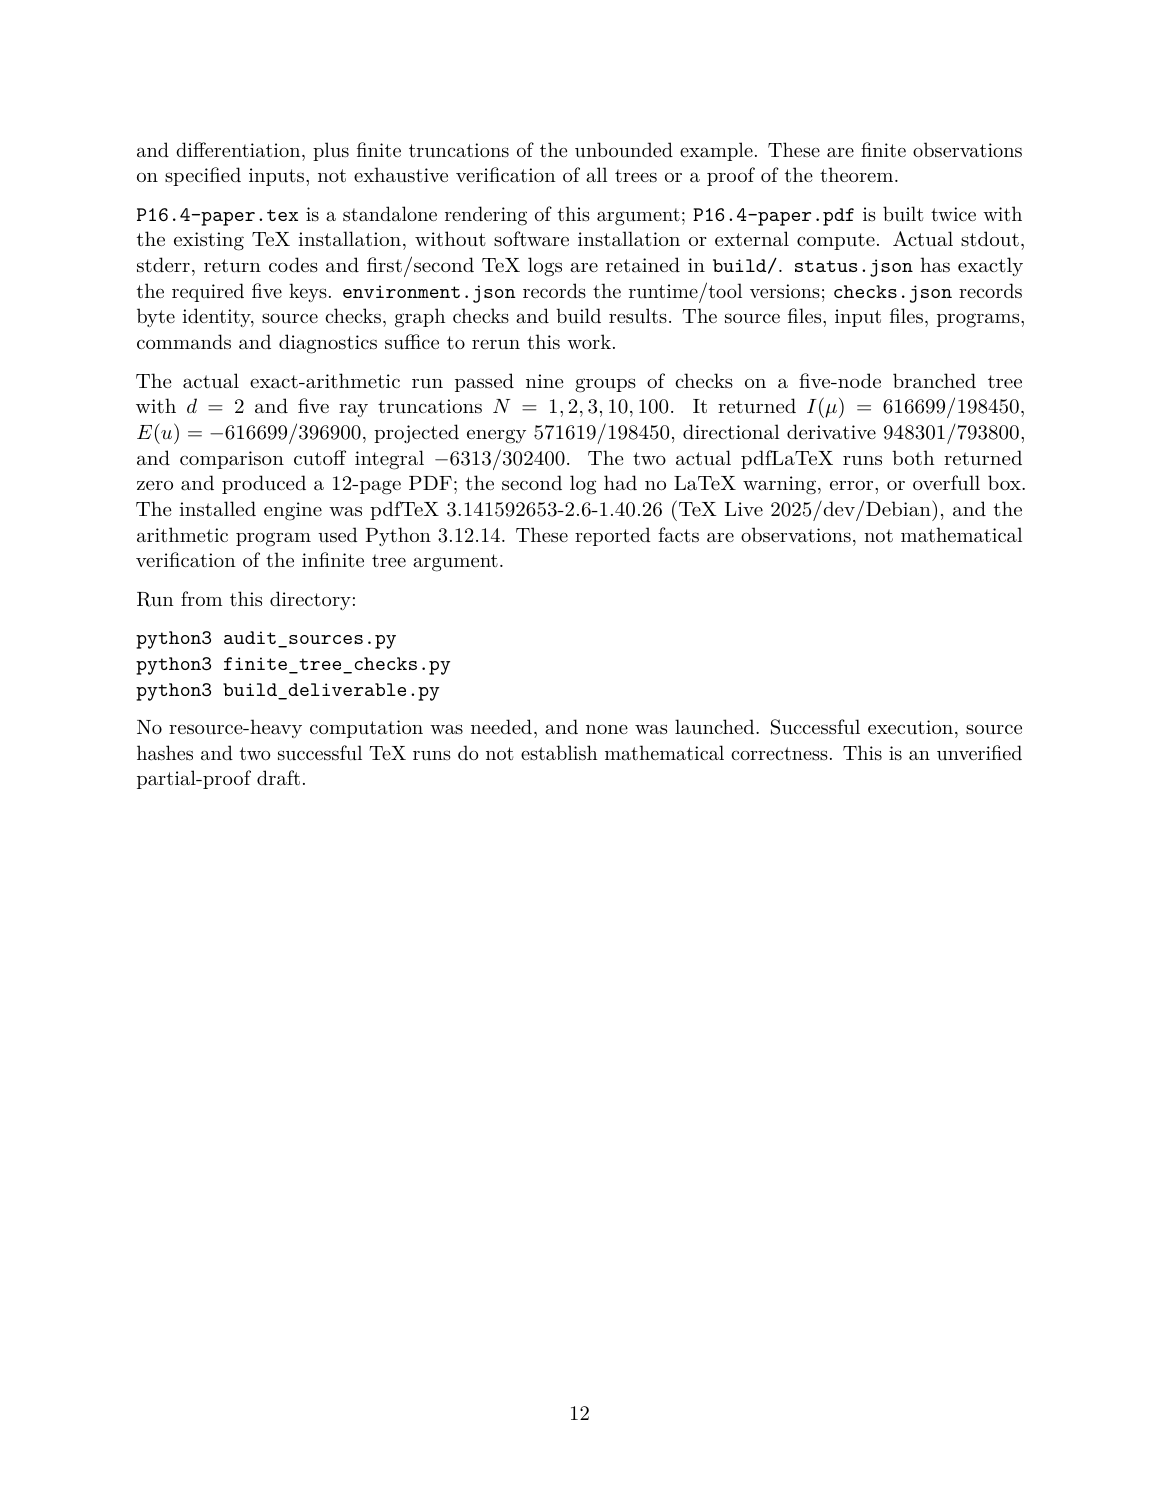 and differentiation, plus finite truncations of the unbounded example. These are finite observations
on specified inputs, not exhaustive verification of all trees or a proof of the theorem.
P16.4-paper.tex is a standalone rendering of this argument; P16.4-paper.pdf is built twice with
the existing TeX installation, without software installation or external compute. Actual stdout,
stderr, return codes and first/second TeX logs are retained in build/. status.json has exactly
the required five keys. environment.json records the runtime/tool versions; checks.json records
byte identity, source checks, graph checks and build results. The source files, input files, programs,
commands and diagnostics suffice to rerun this work.
The actual exact-arithmetic run passed nine groups of checks on a five-node branched tree
with d = 2 and five ray truncations N = 1, 2, 3, 10, 100. It returned I(μ) = 616699/198450,
E(u) = −616699/396900, projected energy 571619/198450, directional derivative 948301/793800,
and comparison cutoff integral −6313/302400. The two actual pdfLaTeX runs both returned
zero and produced a 12-page PDF; the second log had no LaTeX warning, error, or overfull box.
The installed engine was pdfTeX 3.141592653-2.6-1.40.26 (TeX Live 2025/dev/Debian), and the
arithmetic program used Python 3.12.14. These reported facts are observations, not mathematical
verification of the infinite tree argument.
Run from this directory:
python3 audit_sources.py
python3 finite_tree_checks.py
python3 build_deliverable.py
No resource-heavy computation was needed, and none was launched. Successful execution, source
hashes and two successful TeX runs do not establish mathematical correctness. This is an unverified
partial-proof draft.
12